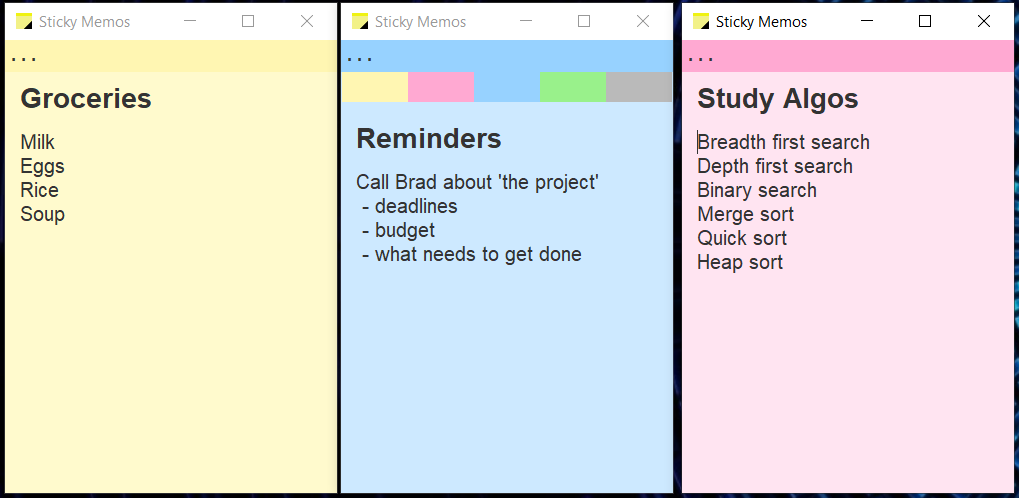 Sticky Memos
...
Groceries
Milk
Eggs
Rice
Soup
Sticky Memos
...
Reminders
Call Brad about 'the project'
- deadlines
- budget
- what needs to get done
Sticky Memos
...
Study Algos
Breadth first search
Depth first search
Binary search
Merge sort
Quick sort
Heap sort